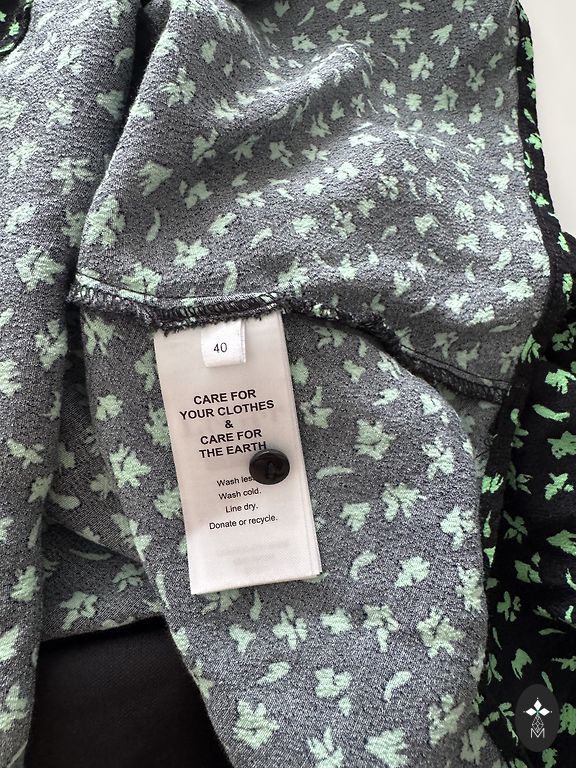 40
CARE FOR
YOUR CLOTHES
&
CARE FOR
THE EARTH
Wash less.
Wash cold.
Line dry.
Donate or recycle.
M